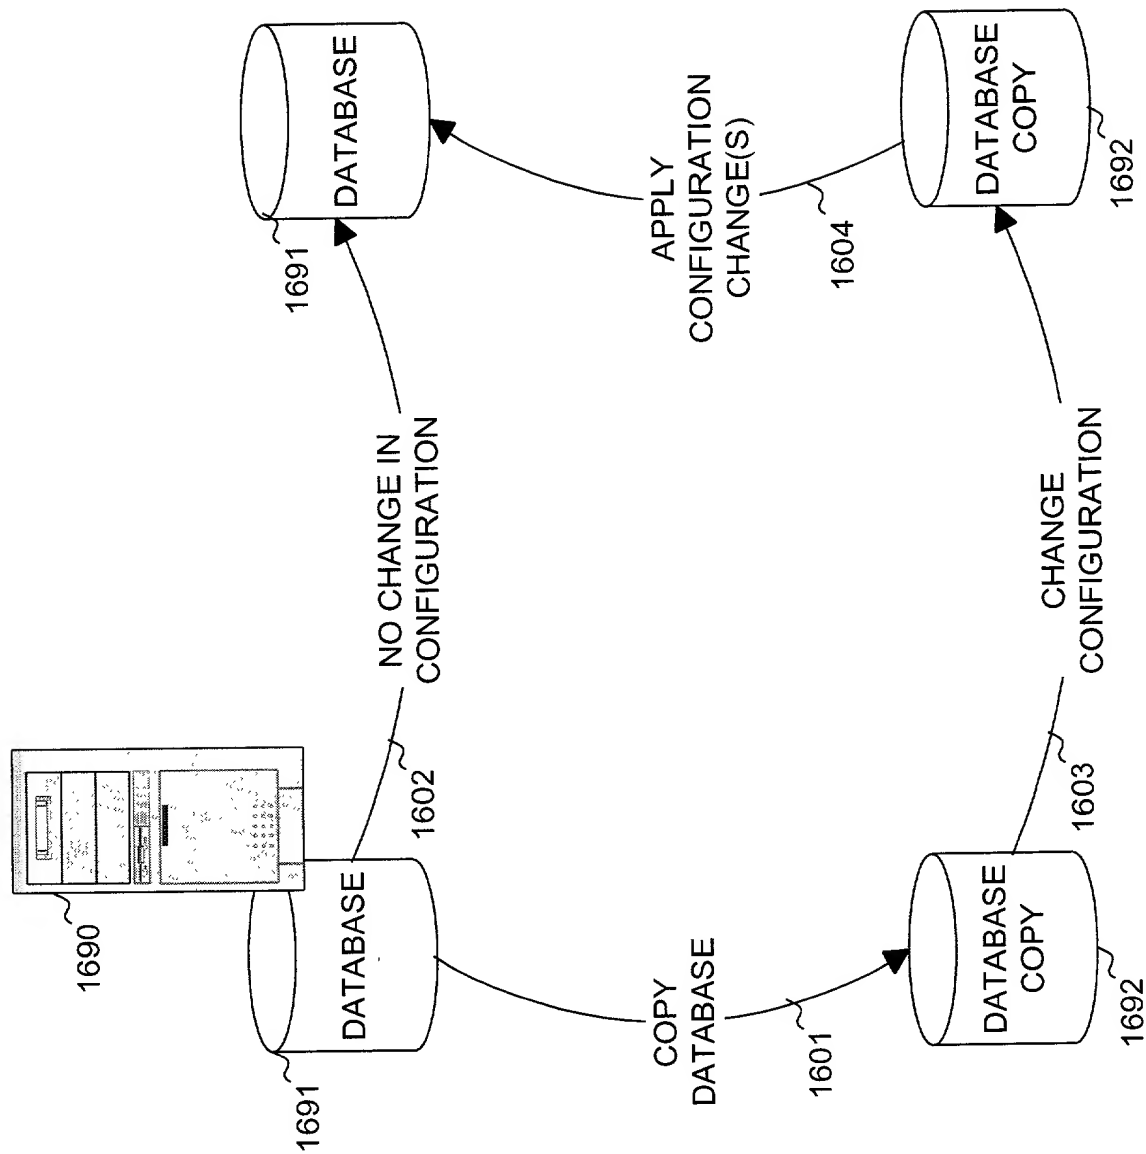 1690
1691
DATABASE
1602
NO CHANGE IN
CONFIGURATION
1691
DATABASE
COPY
DATABASE
1601
APPLY
CONFIGURATION
CHANGE(S)
1604
DATABASE
COPY
1692
1603
CHANGE
CONFIGURATION
DATABASE
COPY
1692